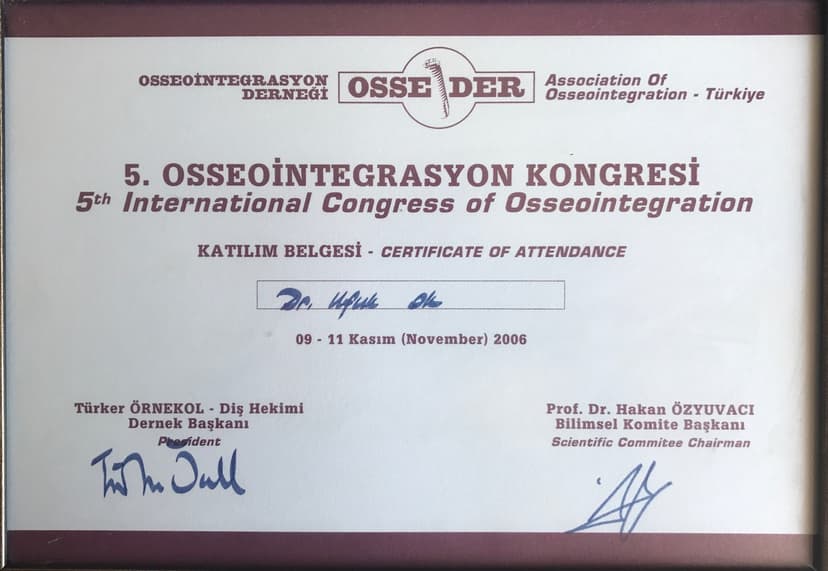 OSSEOİNTEGRASYON
DERNEĞİ
OSSE DER
Association Of
Osseointegration - Türkiye
5. OSSEOİNTEGRASYON KONGRESİ
5th International Congress of Osseointegration
KATILIM BELGESİ - CERTIFICATE OF ATTENDANCE
Dr. Ufuk
09 - 11 Kasım (November) 2006
Türker ÖRNEKOL - Diş Hekimi
Dernek Başkanı
President
Prof. Dr. Hakan ÖZYUVACI
Bilimsel Komite Başkanı
Scientific Commitee Chairman